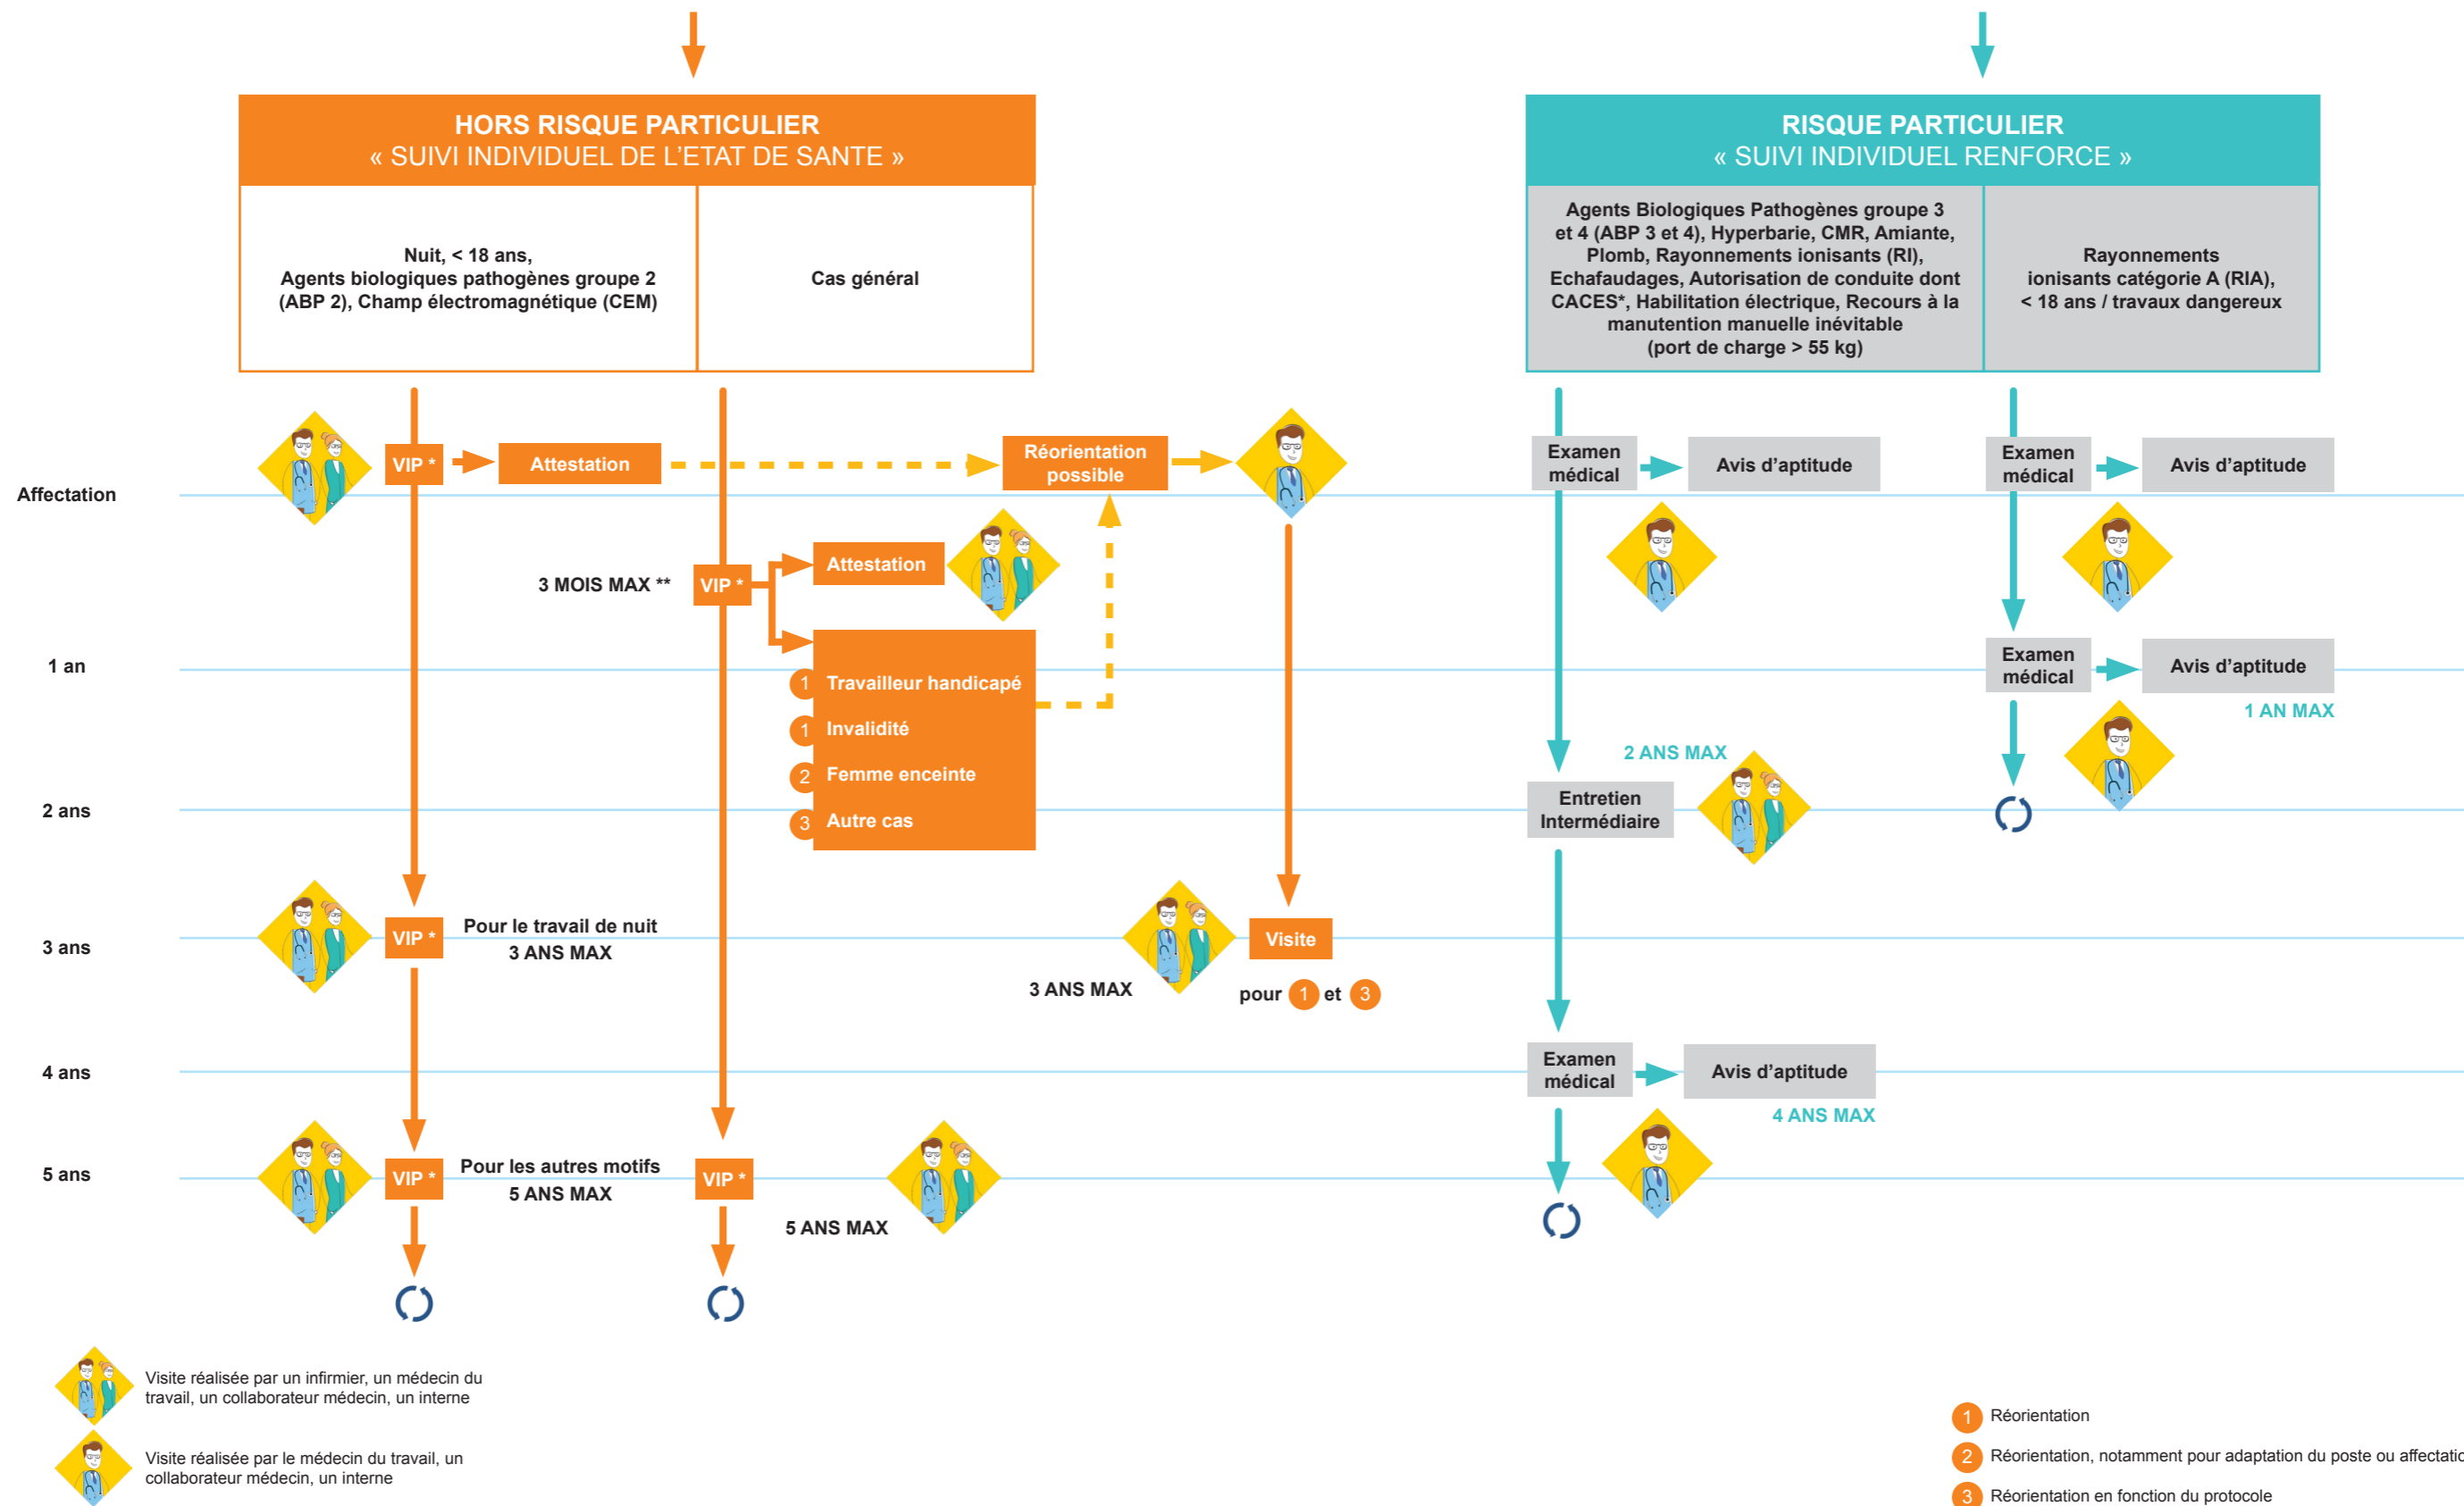 HORS RISQUE PARTICULIER
« SUIVI INDIVIDUEL DE L'ETAT DE SANTE »
Nuit, < 18 ans,
Agents biologiques pathogènes groupe 2
(ABP 2), Champ électromagnétique (CEM)
Cas général
RISQUE PARTICULIER
« SUIVI INDIVIDUEL RENFORCE »
Agents Biologiques Pathogènes groupe 3
et 4 (ABP 3 et 4), Hyperbarie, CMR, Amiante,
Plomb, Rayonnements ionisants (RI),
Echafaudages, Autorisation de conduite dont
CACES*, Habilitation électrique, Recours à la
manutention manuelle inévitable
(port de charge > 55 kg)
Rayonnements
ionisants catégorie A (RIA),
< 18 ans / travaux dangereux
Affectation
VIP *
Attestation
Réorientation
possible
Examen
médical
Avis d'aptitude
Examen
médical
Avis d'aptitude
3 MOIS MAX **
VIP *
Attestation
1 an
1 Travailleur handicapé
1 Invalidité
2 Femme enceinte
3 Autre cas
Examen
médical
Avis d'aptitude
1 AN MAX
2 ans
2 ANS MAX
Entretien
Intermédiaire
3 ans
VIP *
Pour le travail de nuit
3 ANS MAX
3 ANS MAX
Visite
pour 1 et 3
4 ans
Examen
médical
Avis d'aptitude
4 ANS MAX
5 ans
VIP *
Pour les autres motifs
5 ANS MAX
VIP *
5 ANS MAX
Visite réalisée par un infirmier, un médecin du
travail, un collaborateur médecin, un interne
Visite réalisée par le médecin du travail, un
collaborateur médecin, un interne
1 Réorientation
2 Réorientation, notamment pour adaptation du poste ou
3 Réorientation en fonction du protocole